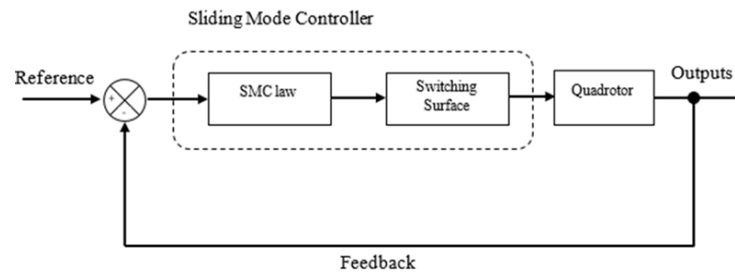 Sliding Mode Controller
Reference
+
-
SMC law
Switching
Surface
Quadrotor
Outputs
Feedback